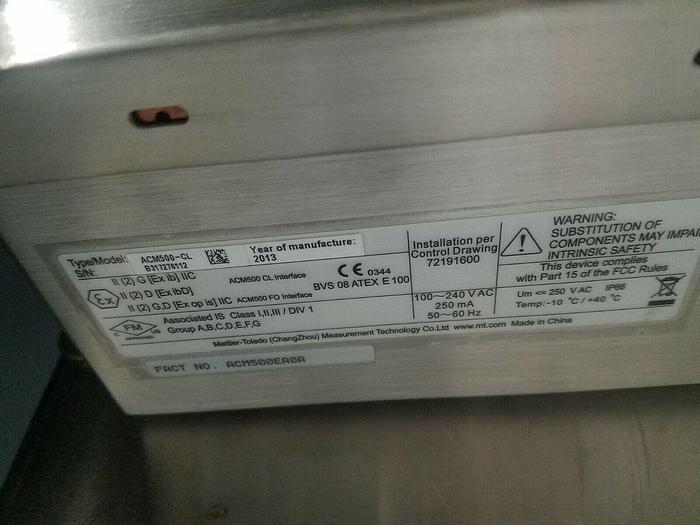 Type/Model: ACM500-CL
S/N: B317276112
Year of manufacture:
2013
II (2) G [Ex ib] IIC
II (2) D [Ex ibD]
ACM500 CL Interface
II (2) G,D [Ex op is] IIC ACM500 FO Interface
Ex
CE 0344
BVS 08 ATEX E 100
FM
C US
APPROVED
Associated IS Class I,II,III / DIV 1
Group A,B,C,D,E,F,G
Installation per
Control Drawing
72191600
100～240 V AC
250 mA
50～60 Hz
WARNING:
SUBSTITUTION OF
COMPONENTS MAY IMPAI
INTRINSIC SAFETY
This device complies
with Part 15 of the FCC Rules
Um <= 250 V AC IP66
Temp:-10 °C / +40 °C
Mettler-Toledo (ChangZhou) Measurement Technology Co.Ltd www.mt.com Made in China
FACT NO. ACM500EA0A